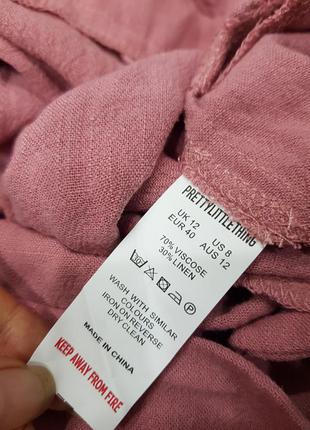 PRETTYLITTLETHING
UK 12 US 8
EUR 40 AUS 12
70% VISCOSE
30% LINEN
WASH WITH SIMILAR
COLOURS
IRON ON REVERSE
DRY CLEAN
MADE IN CHINA
KEEP AWAY FROM FIRE